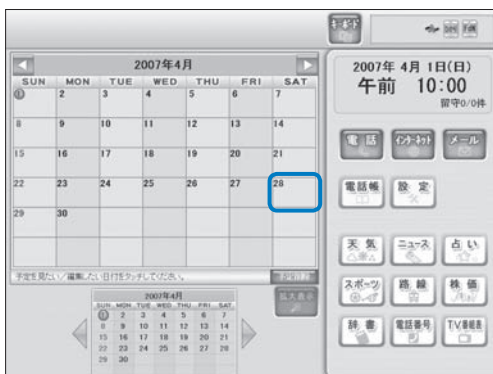 キーボード
2007年4月
SUN MON TUE WED THU FRI SAT
1 2 3 4 5 6 7
8 9 10 11 12 13 14
15 16 17 18 19 20 21
22 23 24 25 26 27 28
29 30
予定を見たい/編集したい日付をタッチしてください。
拡大表示
2007年4月
SUN MON TUE WED THU FRI SAT
1 2 3 4 5 6 7
8 9 10 11 12 13 14
15 16 17 18 19 20 21
22 23 24 25 26 27 28
29 30
2007年 4月 1日(日)
午前 10:00
留守0/0件
電話 インターネット メール
電話帳 設定
天気 ニュース 占い
スポーツ 路線 株価
辞書 電話番号 TV番組表